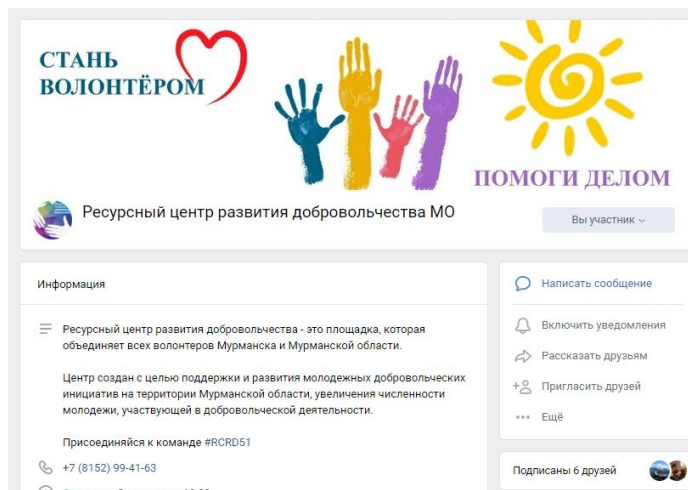 СТАНЬ
ВОЛОНТЁРОМ
ПОМОГИ ДЕЛОМ
Ресурсный центр развития добровольчества МО
Вы участник
Информация
Ресурсный центр развития добровольчества - это площадка, которая
объединяет всех волонтеров Мурманска и Мурманской области.
Центр создан с целью поддержки и развития молодежных добровольческих
инициатив на территории Мурманской области, увеличения численности
молодежи, участвующей в добровольческой деятельности.
Присоединяйся к команде #RCRD51
+7 (8152) 99-41-63
Написать сообщение
Включить уведомления
Рассказать друзьям
Пригласить друзей
Ещё
Подписаны 6 друзей